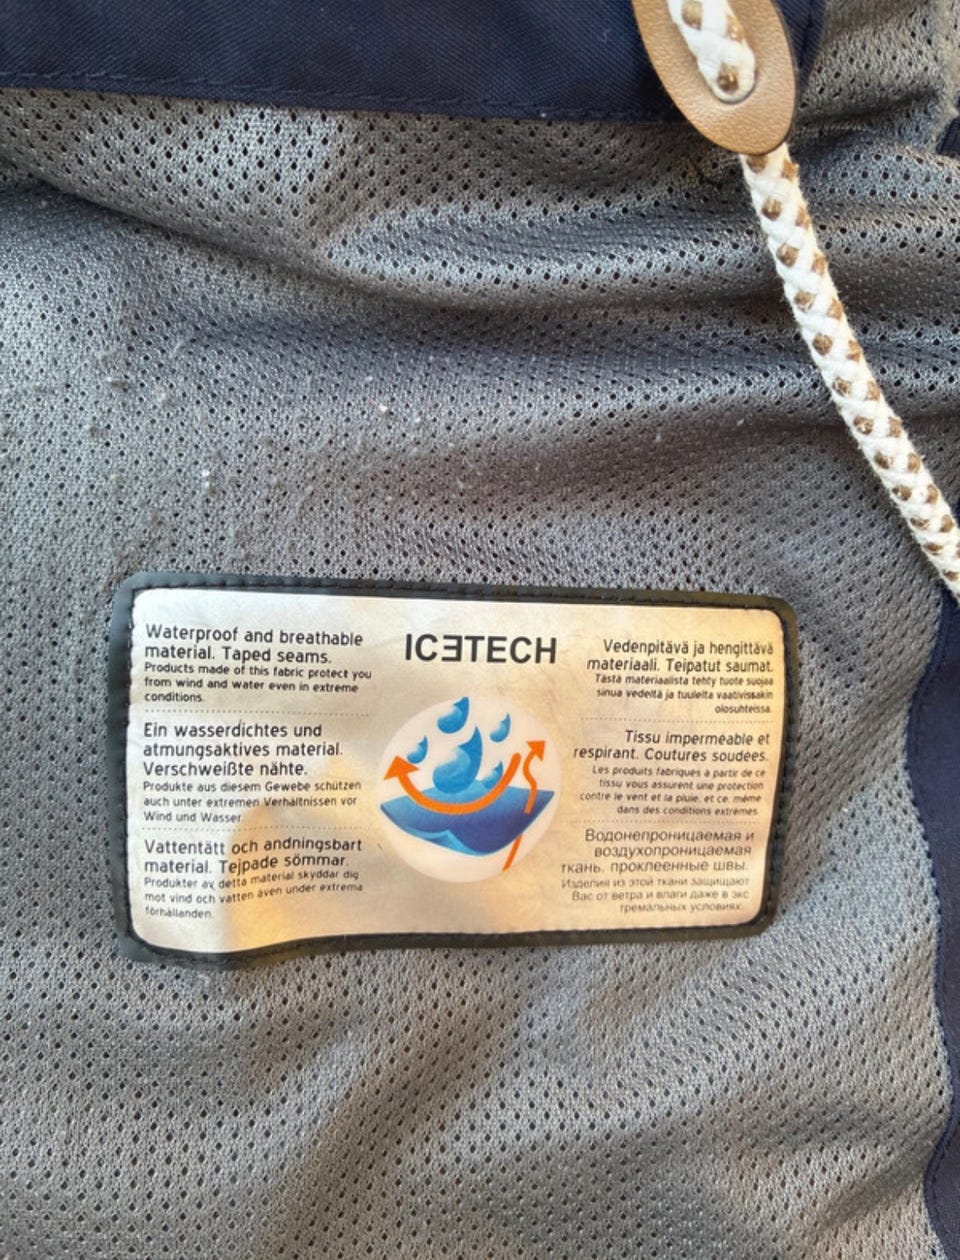 ICƎTECH
Waterproof and breathable
material. Taped seams.
Products made of this fabric protect you
from wind and water even in extreme
conditions.
Ein wasserdichtes und
atmungsaktives material.
Verschweißte nähte.
Produkte aus diesem Gewebe schützen
auch unter extremen Verhältnissen vor
Wind und Wasser.
Vattentätt och andningsbart
material. Tejpade sömmar.
Produkter av detta material skyddar dig
mot vind och vatten även under extrema
förhållanden.
Vedenpitävä ja hengittävä
materiaali. Teipatut saumat.
Tästä materiaalista tehty tuote suojaa
sinua vedeltä ja tuulelta vaativissakin
olosuhteissa.
Tissu imperméable et
respirant. Coutures soudées.
Les produits fabriqués à partir de ce
tissu vous assurent une protection
contre le vent et la pluie, et ce, même
dans des conditions extrêmes.
Водонепроницаемая и
воздухопроницаемая
ткань, проклеенные швы.
Изделия из этой ткани защищают
Вас от ветра и влаги даже в экс
тремальных условиях.